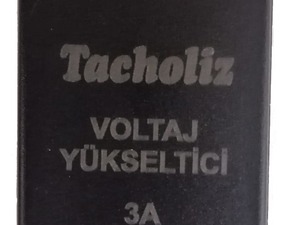 Tacholiz
VOLTAJ
YÜKSELTİCİ
3A